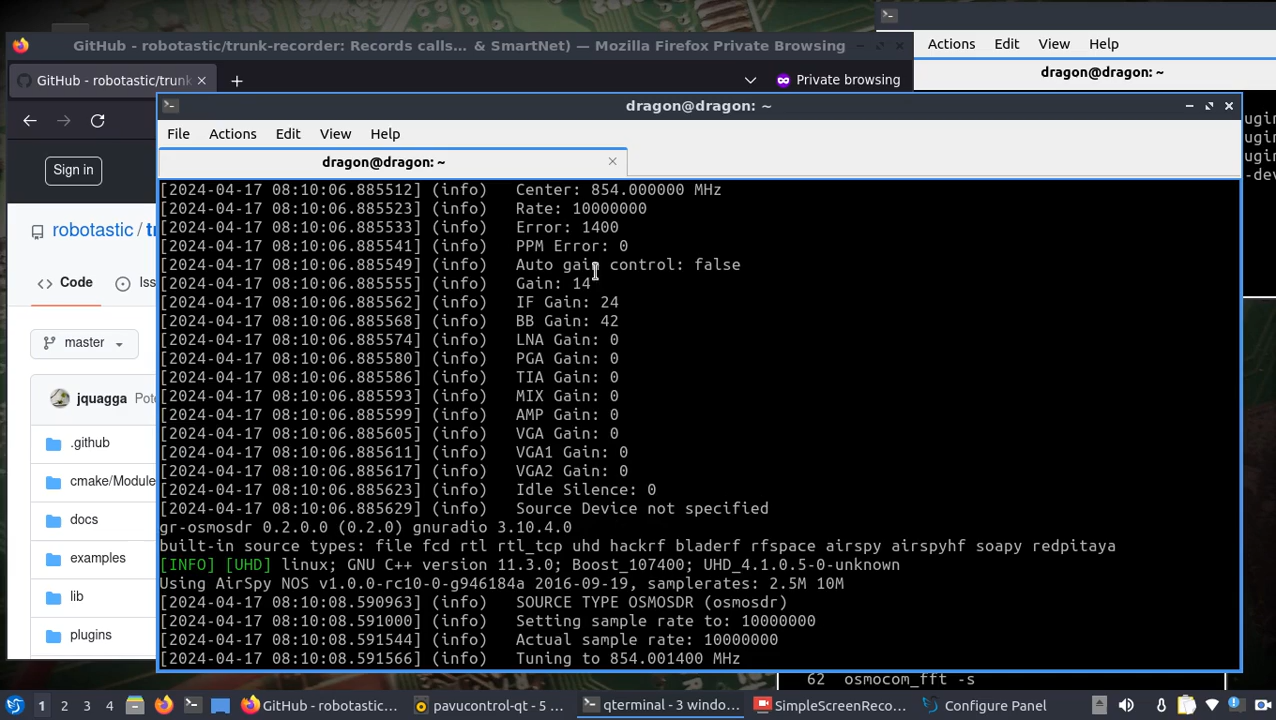 GitHub - robotastic/trunk-recorder: Records calls... & SmartNet) — Mozilla Firefox Private Browsing
Actions Edit View Help
GitHub - robotastic/trunk
Private browsing
dragon@dragon: ~
dragon@dragon: ~
File Actions Edit View Help
dragon@dragon: ~
Sign in
robotastic /
Code
master
jquagga
.github
cmake/Module
docs
examples
lib
plugins
[2024-04-17 08:10:06.885512] (info) Center: 854.000000 MHz
[2024-04-17 08:10:06.885523] (info) Rate: 10000000
[2024-04-17 08:10:06.885533] (info) Error: 1400
[2024-04-17 08:10:06.885541] (info) PPM Error: 0
[2024-04-17 08:10:06.885549] (info) Auto gain control: false
[2024-04-17 08:10:06.885555] (info) Gain: 14
[2024-04-17 08:10:06.885562] (info) IF Gain: 24
[2024-04-17 08:10:06.885568] (info) BB Gain: 42
[2024-04-17 08:10:06.885574] (info) LNA Gain: 0
[2024-04-17 08:10:06.885580] (info) PGA Gain: 0
[2024-04-17 08:10:06.885586] (info) TIA Gain: 0
[2024-04-17 08:10:06.885593] (info) MIX Gain: 0
[2024-04-17 08:10:06.885599] (info) AMP Gain: 0
[2024-04-17 08:10:06.885605] (info) VGA Gain: 0
[2024-04-17 08:10:06.885611] (info) VGA1 Gain: 0
[2024-04-17 08:10:06.885617] (info) VGA2 Gain: 0
[2024-04-17 08:10:06.885623] (info) Idle Silence: 0
[2024-04-17 08:10:06.885629] (info) Source Device not specified
gr-osmosdr 0.2.0.0 (0.2.0) gnuradio 3.10.4.0
built-in source types: file fcd rtl rtl_tcp uhd hackrf bladerf rfspace airspy airspyhf soapy redpitaya
[INFO] [UHD] linux; GNU C++ version 11.3.0; Boost_107400; UHD_4.1.0.5-0-unknown
Using AirSpy NOS v1.0.0-rc10-0-g946184a 2016-09-19, samplerates: 2.5M 10M
[2024-04-17 08:10:08.590963] (info) SOURCE TYPE OSMOSDR (osmosdr)
[2024-04-17 08:10:08.591000] (info) Setting sample rate to: 10000000
[2024-04-17 08:10:08.591544] (info) Actual sample rate: 10000000
[2024-04-17 08:10:08.591566] (info) Tuning to 854.001400 MHz
62 osmocom_fft -s
1 2 3 4 GitHub - robotastic... pavucontrol-qt - 5 ... qterminal - 3 windo... SimpleScreenReco... Configure Panel